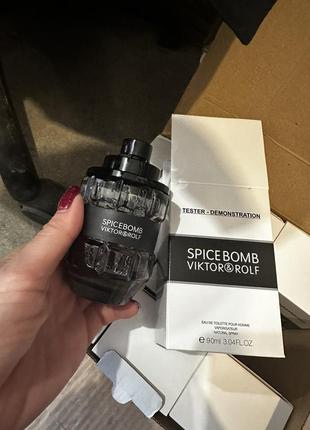 SPICEBOMB
VIKTOR&ROLF
TESTER - DEMONSTRATION
SPICEBOMB
VIKTOR&ROLF
EAU DE TOILETTE POUR HOMME
VAPORISATEUR
NATURAL SPRAY
℮ 90ml 3.04FL.OZ